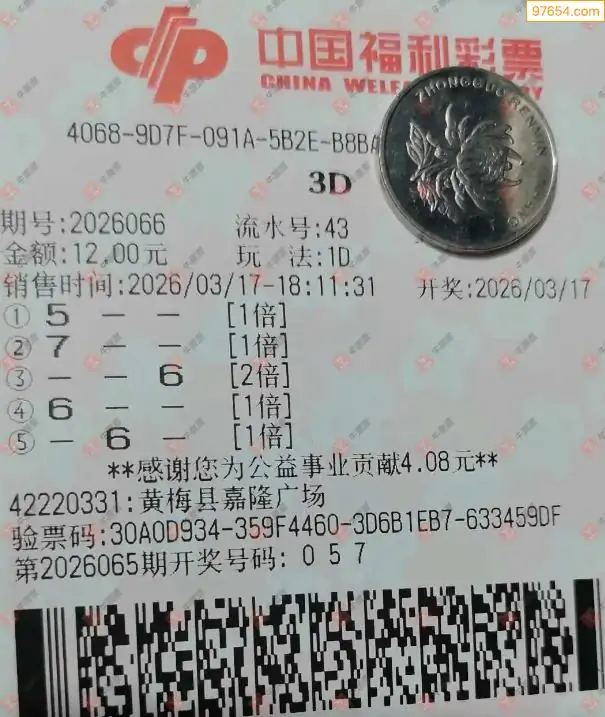 97654.com
中国福利彩票
CHINA WELF
4068-9D7F-091A-5B2E-B8BA
ZHONGGUO RENMIN
3D
期号:2026066 流水号:43
金额:12.00元 玩 法:1D
销售时间:2026/03/17-18:11:31 开奖:2026/03/17
① 5 — — [1倍]
② 7 — — [1倍]
③ — — 6 [2倍]
④ 6 — — [1倍]
⑤ — 6 — [1倍]
**感谢您为公益事业贡献4.08元**
42220331:黄梅县嘉隆广场
验票码:30A0D934-359F4460-3D6B1EB7-633459DF
第2026065期开奖号码: 0 5 7